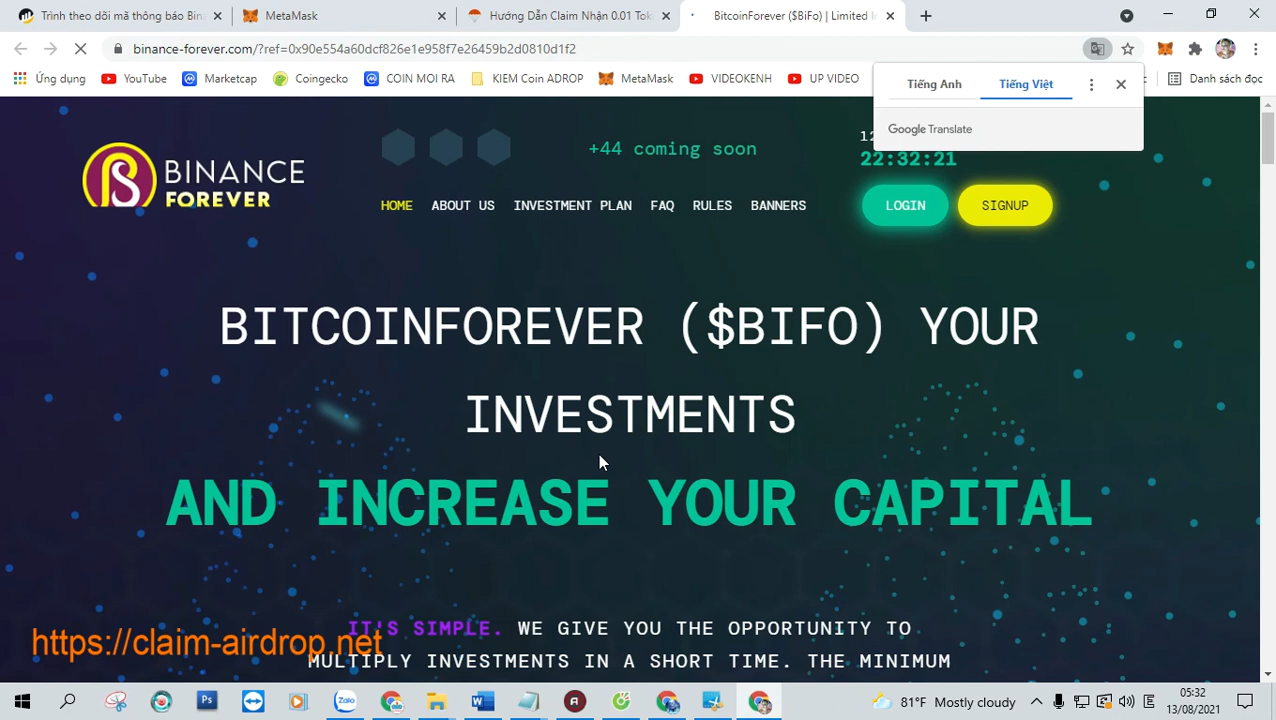 Trình theo dõi mã thông báo Bina
MetaMask
Hướng Dẫn Claim Nhận 0.01 Tok
BitcoinForever ($BiFo) | Limited I
binance-forever.com/?ref=0x90e554a60dcf826e1e958f7e26459b2d0810d1f2
Ứng dụng
YouTube
Marketcap
Coingecko
COIN MOI RA
KIEM Coin ADROP
MetaMask
VIDEOKENH
UP VIDEO
Danh sách đọc
Tiếng Anh
Tiếng Việt
Google Translate
BINANCE
FOREVER
+44 coming soon
22:32:21
HOME ABOUT US INVESTMENT PLAN FAQ RULES BANNERS
LOGIN
SIGNUP
BITCOINFOREVER ($BIFO) YOUR
INVESTMENTS
AND INCREASE YOUR CAPITAL
IT'S SIMPLE. WE GIVE YOU THE OPPORTUNITY TO
MULTIPLY INVESTMENTS IN A SHORT TIME. THE MINIMUM
https://claim-airdrop.net
Zalo
81°F Mostly cloudy
05:32
13/08/2021